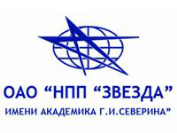 ОАО “НПП “ЗВЕЗДА”
ИМЕНИ АКАДЕМИКА Г.И.СЕВЕРИНА”